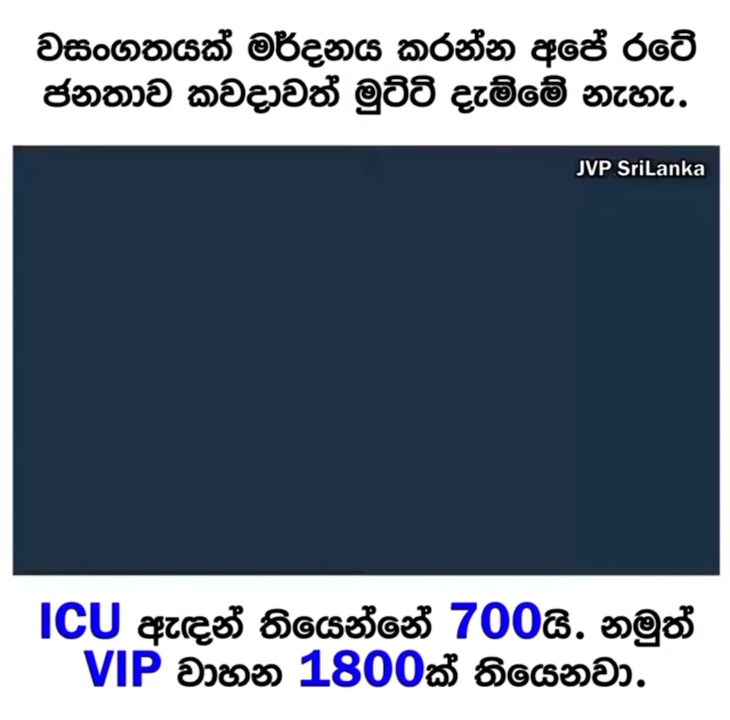 වසංගතයක් මර්දනය කරන්න අපේ රටේ
ජනතාව කවදාවත් මුට්ටි දැම්මේ නැහැ.
JVP SriLanka
ICU ඇඳන් තියෙන්නේ 700යි. නමුත්
VIP වාහන 1800ක් තියෙනවා.